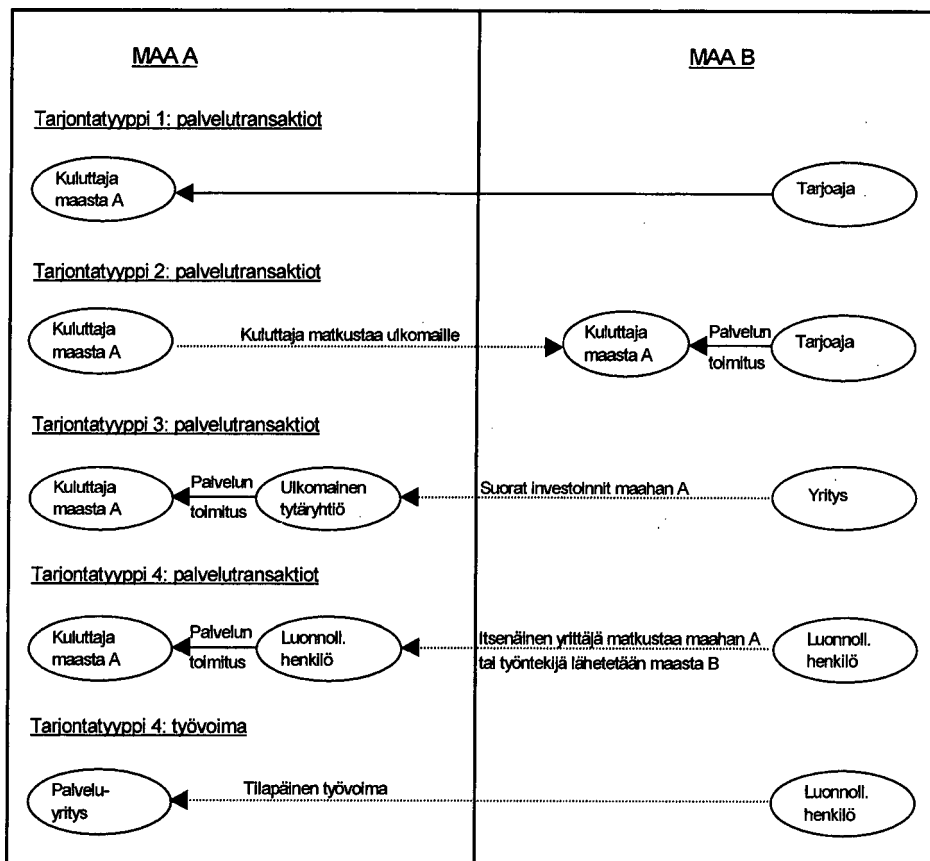 MAA A
MAA B
Tarjontatyyppi 1: palvelutransaktiot
Kuluttaja
maasta A
Tarjoaja
Tarjontatyyppi 2: palvelutransaktiot
Kuluttaja
maasta A
Kuluttaja matkustaa ulkomaille
Kuluttaja
maasta A
Palvelun
toimitus
Tarjoaja
Tarjontatyyppi 3: palvelutransaktiot
Kuluttaja
maasta A
Palvelun
toimitus
Ulkomainen
tytäryhtiö
Suorat investoinnit maahan A
Yritys
Tarjontatyyppi 4: palvelutransaktiot
Kuluttaja
maasta A
Palvelun
toimitus
Luonnoll.
henkilö
Itsenäinen yrittäjä matkustaa maahan A
tai työntekijä lähetetään maasta B
Luonnoll.
henkilö
Tarjontatyyppi 4: työvoima
Palvelu-
yritys
Tilapäinen työvoima
Luonnoll.
henkilö